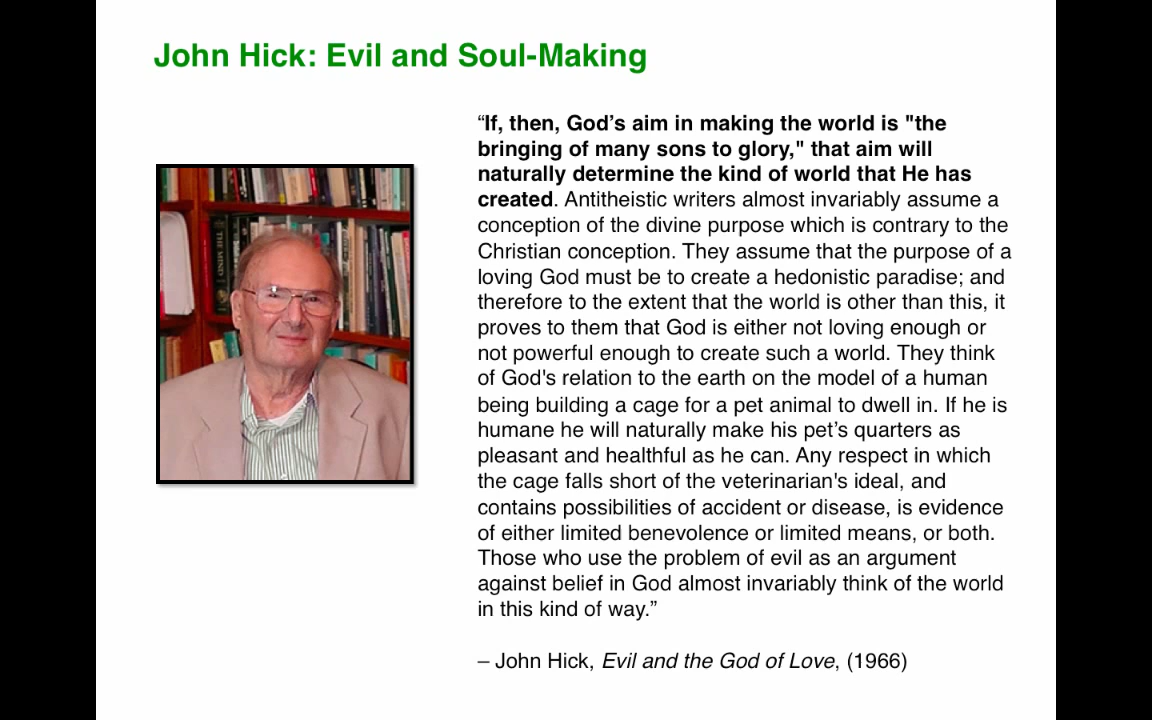 John Hick: Evil and Soul-Making
“If, then, God’s aim in making the world is "the
bringing of many sons to glory," that aim will
naturally determine the kind of world that He has
created. Antitheistic writers almost invariably assume a
conception of the divine purpose which is contrary to the
Christian conception. They assume that the purpose of a
loving God must be to create a hedonistic paradise; and
therefore to the extent that the world is other than this, it
proves to them that God is either not loving enough or
not powerful enough to create such a world. They think
of God's relation to the earth on the model of a human
being building a cage for a pet animal to dwell in. If he is
humane he will naturally make his pet’s quarters as
pleasant and healthful as he can. Any respect in which
the cage falls short of the veterinarian's ideal, and
contains possibilities of accident or disease, is evidence
of either limited benevolence or limited means, or both.
Those who use the problem of evil as an argument
against belief in God almost invariably think of the world
in this kind of way.”
– John Hick, Evil and the God of Love, (1966)
THE MIND